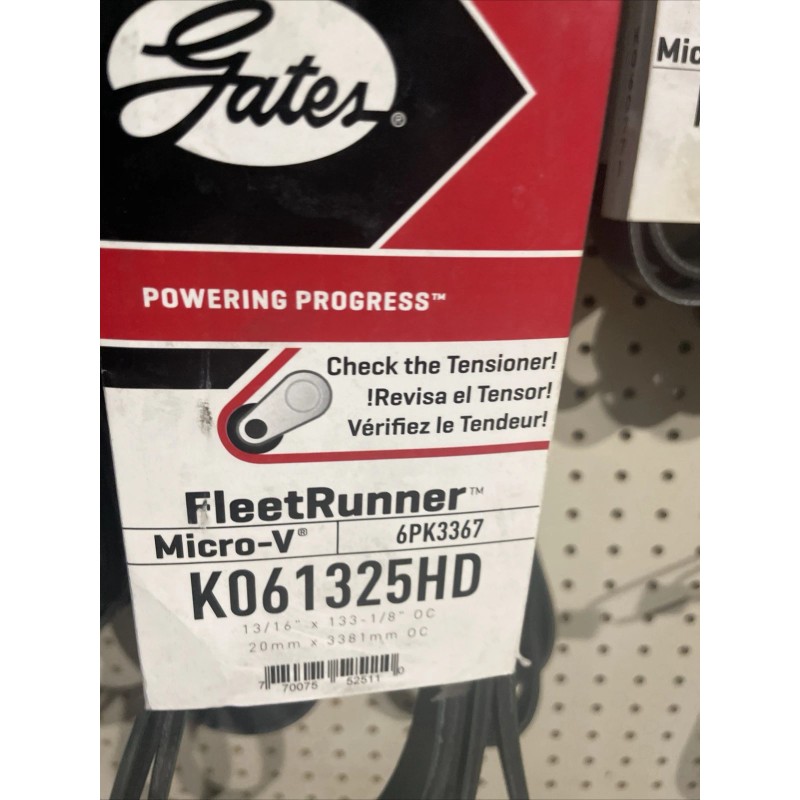 Gates®
POWERING PROGRESS™
Check the Tensioner!
!Revisa el Tensor!
Vérifiez le Tendeur!
FleetRunner™
Micro-V®
6PK3367
K061325HD
13/16" x 133-1/8" OC
20mm x 3381mm OC
7 70075 52511 0
Mic